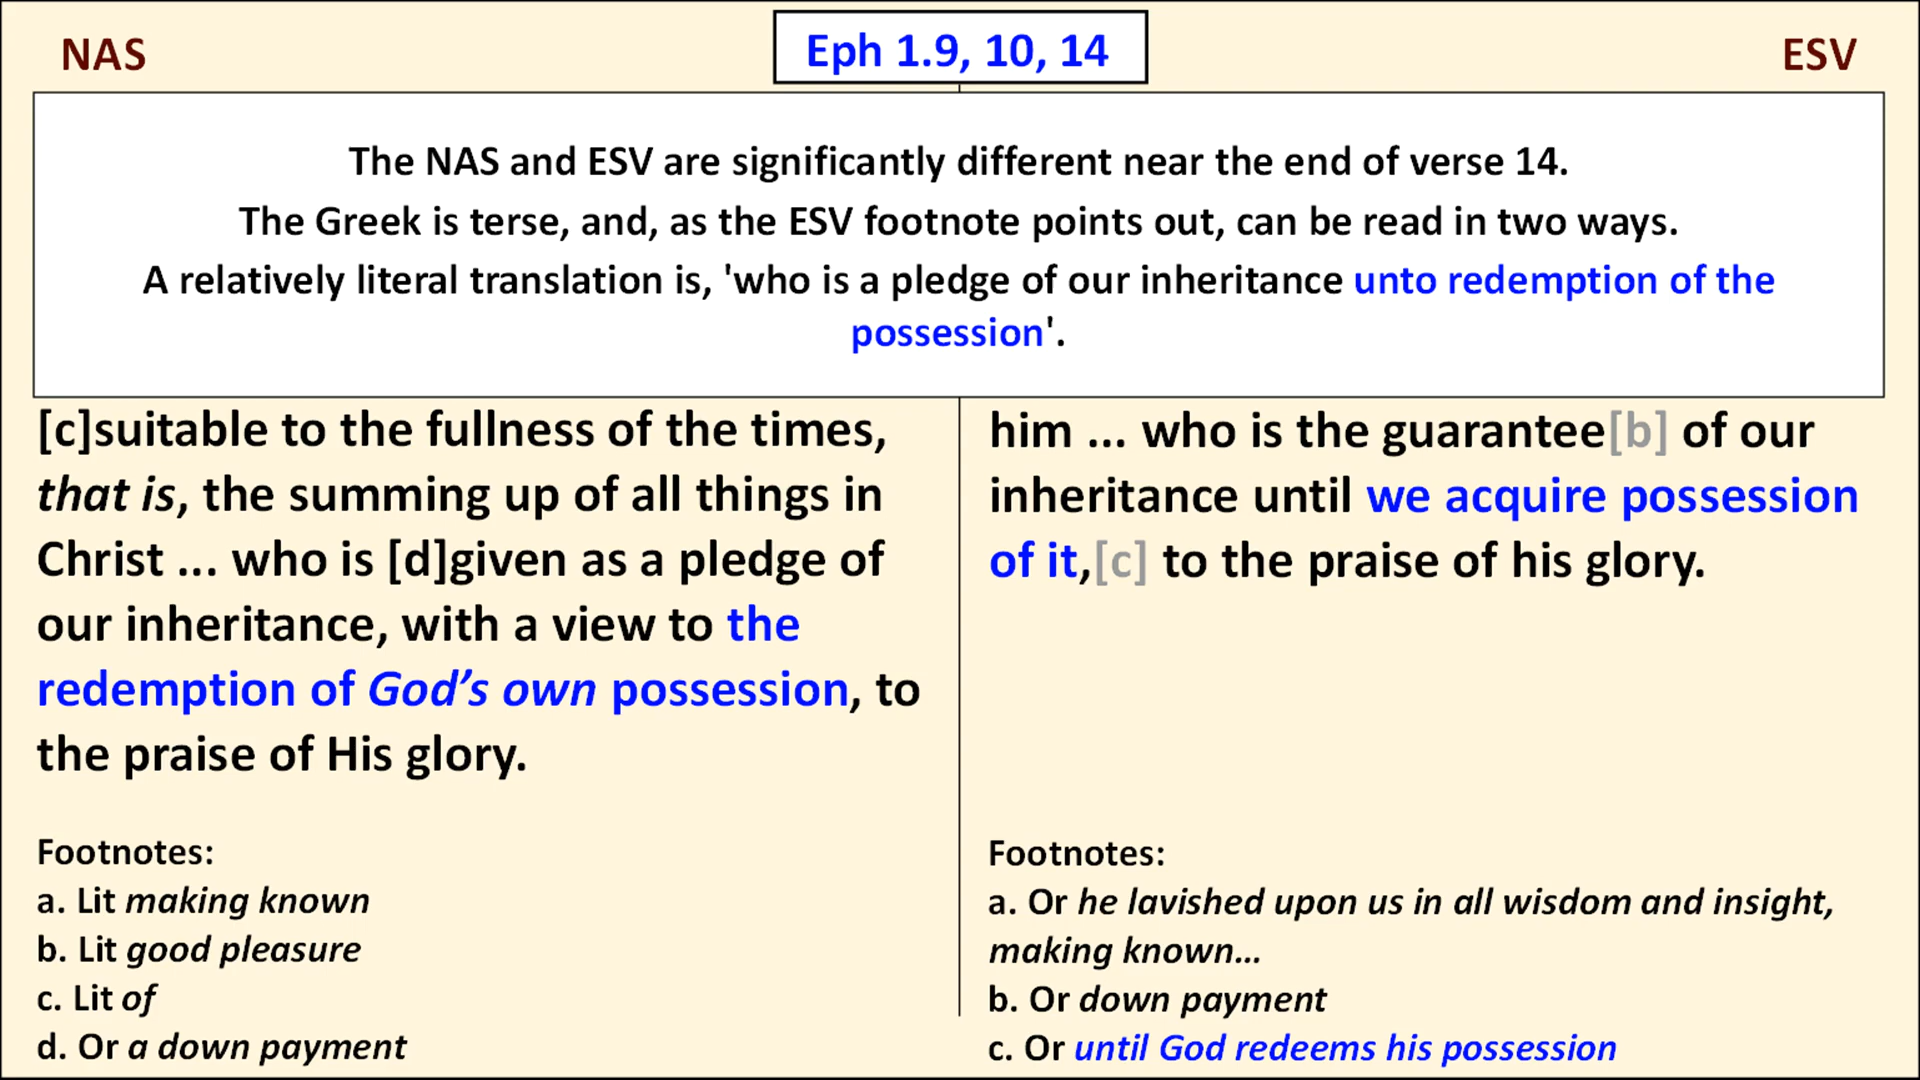 NAS
Eph 1.9, 10, 14
ESV
The NAS and ESV are significantly different near the end of verse 14.
The Greek is terse, and, as the ESV footnote points out, can be read in two ways.
A relatively literal translation is, 'who is a pledge of our inheritance unto redemption of the
possession'.
[c]suitable to the fullness of the times,
that is, the summing up of all things in
Christ ... who is [d]given as a pledge of
our inheritance, with a view to the
redemption of God’s own possession, to
the praise of His glory.
Footnotes:
a. Lit making known
b. Lit good pleasure
c. Lit of
d. Or a down payment
him ... who is the guarantee[b] of our
inheritance until we acquire possession
of it,[c] to the praise of his glory.
Footnotes:
a. Or he lavished upon us in all wisdom and insight,
making known...
b. Or down payment
c. Or until God redeems his possession